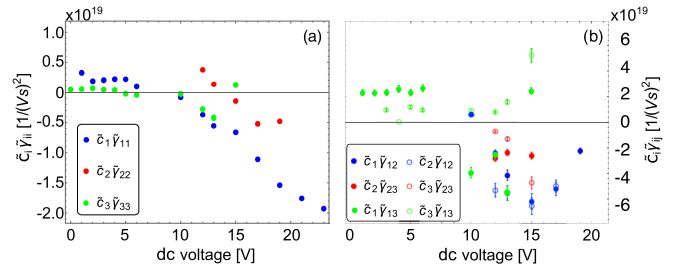 ×10¹⁹
(a)
1.0
0.5
0
-0.5
-1.0
-1.5
-2.0
c̃ᵢγ̃ᵢᵢ [1/(Vs)²]
c̃₁γ̃₁₁
c̃₂γ̃₂₂
c̃₃γ̃₃₃
0 5 10 15 20
dc voltage [V]
×10¹⁹
(b)
6
4
2
0
-2
-4
-6
c̃ᵢγ̃ᵢⱼ [1/(Vs)²]
c̃₁γ̃₁₂ c̃₂γ̃₁₂
c̃₂γ̃₂₃ c̃₃γ̃₂₃
c̃₁γ̃₁₃ c̃₃γ̃₁₃
0 5 10 15 20
dc voltage [V]